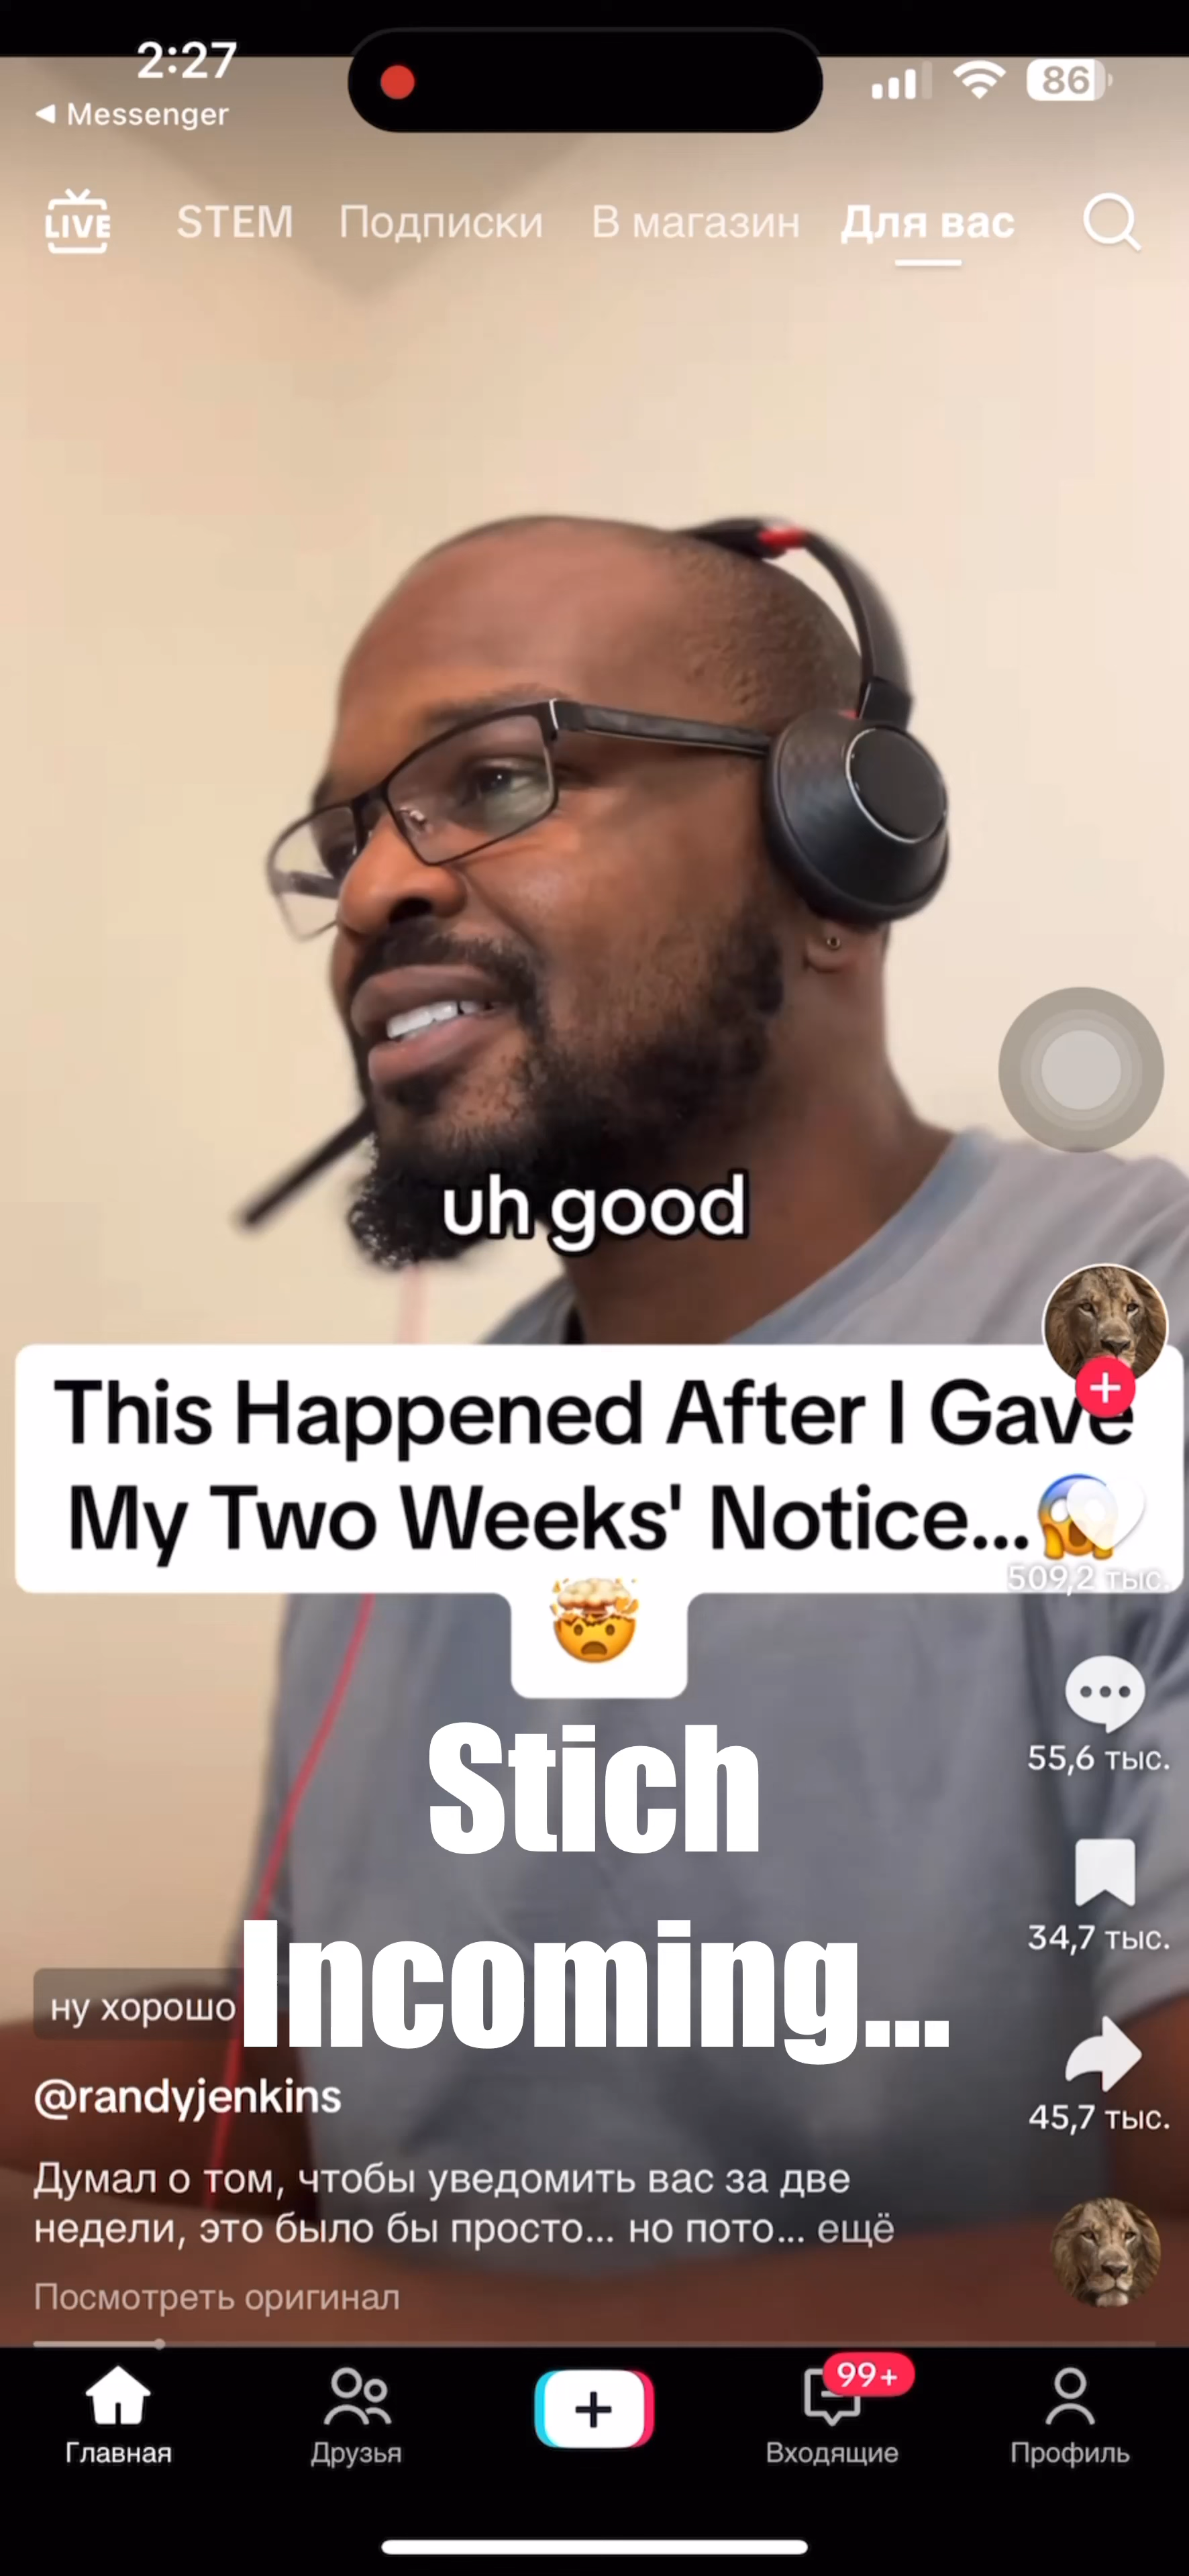 2:27
86
Messenger
LIVE STEM Подписки В магазин Для вас
uh good
This Happened After I Gave
My Two Weeks' Notice...😱
🤯
509,2 тыс.
Stich
55,6 тыс.
34,7 тыс.
Incoming...
ну хорошо
@randyjenkins
45,7 тыс.
Думал о том, чтобы уведомить вас за две
недели, это было бы просто... но пото... ещё
Посмотреть оригинал
99+
Главная Друзья Входящие Профиль